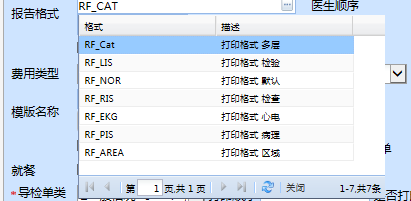 报告格式 RF_CAT 医生顺序
格式 描述
RF_Cat 打印格式 多层
RF_LIS 打印格式 检验
费用类型 RF_NOR 打印格式 默认
RF_RIS 打印格式 检查
模版名称 RF_EKG 打印格式 心电
RF_PIS 打印格式 病理
RF_AREA 打印格式 区域 单
就餐 第 1 页,共 1 页 关闭 1-7,共7条
*导检单类